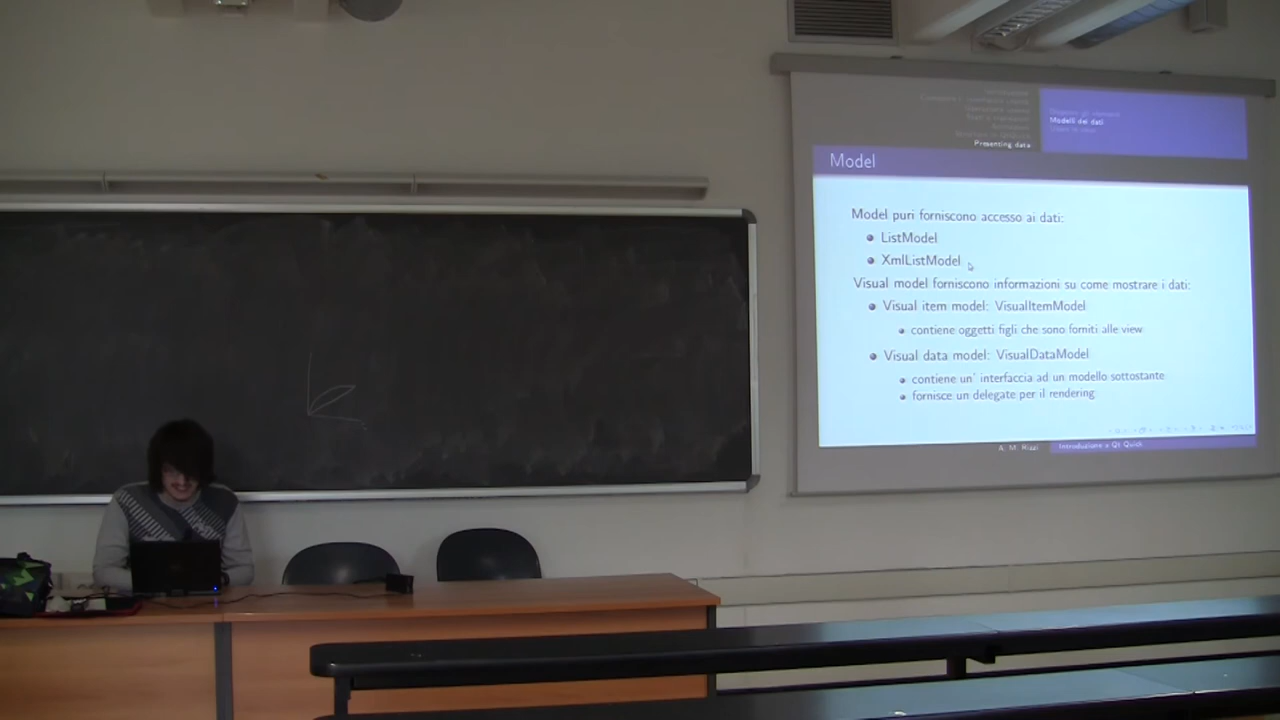 Presenting data
Modelli dei dati
Model
Model puri forniscono accesso ai dati:
ListModel
XmlListModel
Visual model forniscono informazioni su come mostrare i dati:
Visual item model: VisualItemModel
contiene oggetti figli che sono forniti alle view
Visual data model: VisualDataModel
contiene un' interfaccia ad un modello sottostante
fornisce un delegate per il rendering
A. M. Rizzi
Introduzione a Qt Quick